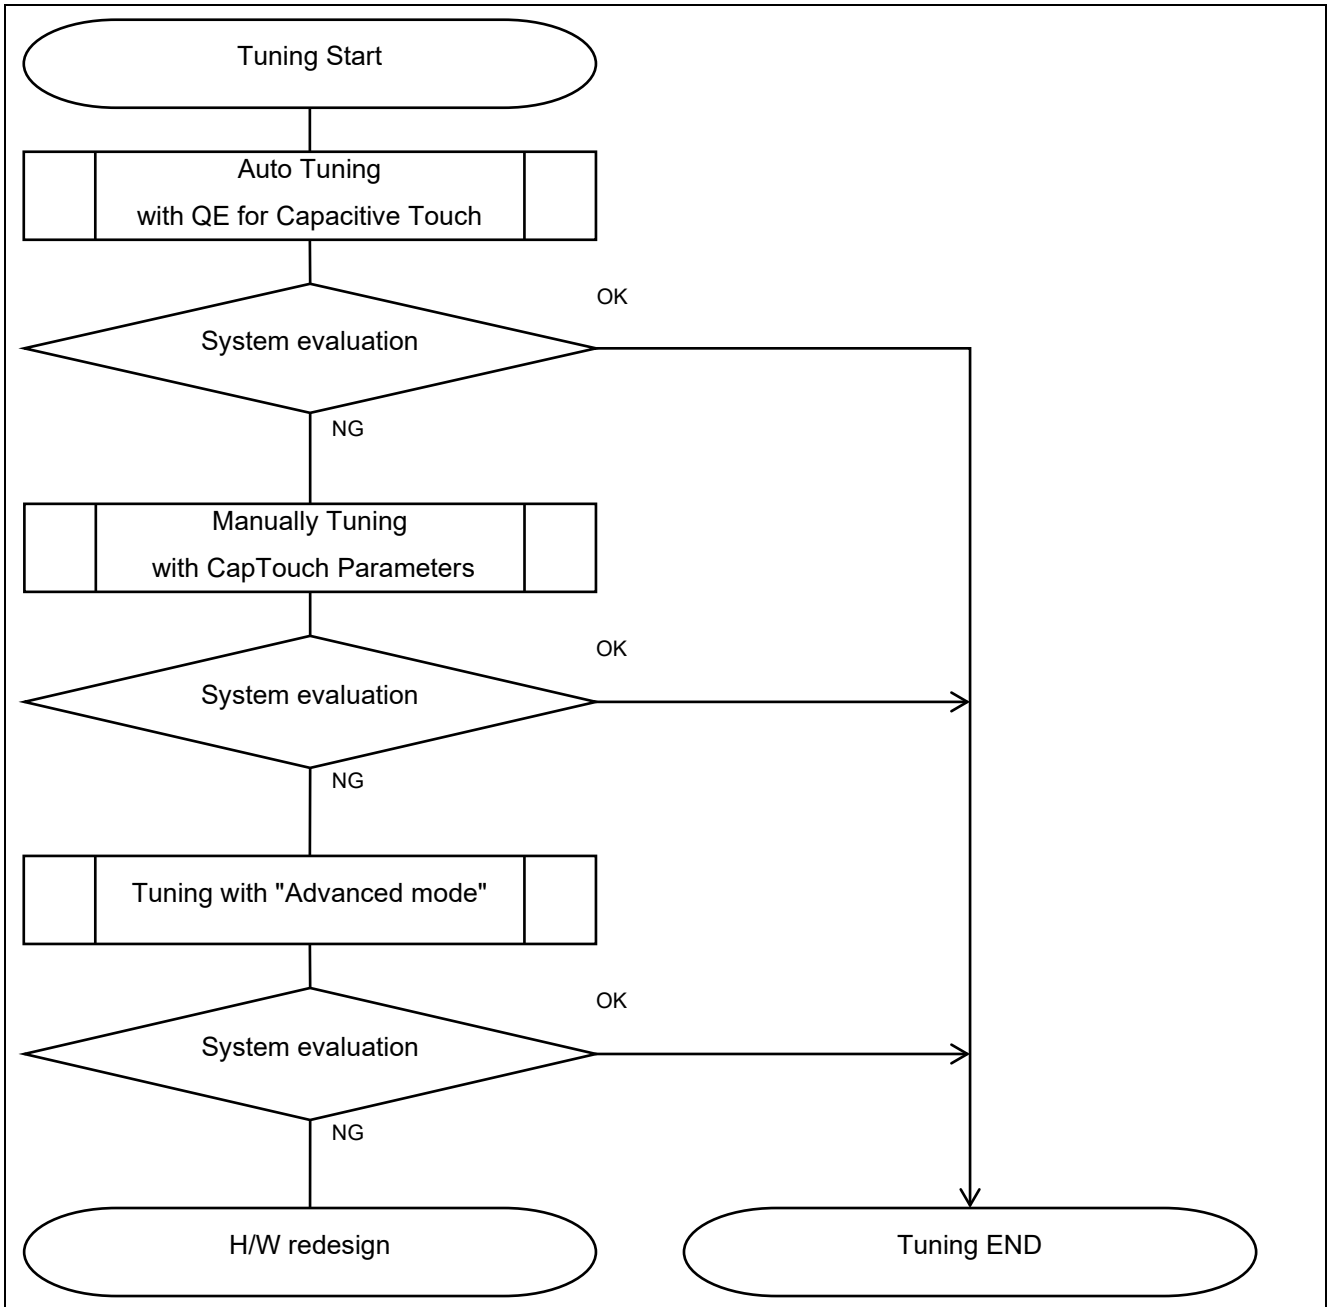 Tuning Start
Auto Tuning
with QE for Capacitive Touch
OK
System evaluation
NG
Manually Tuning
with CapTouch Parameters
OK
System evaluation
NG
Tuning with "Advanced mode"
OK
System evaluation
NG
H/W redesign
Tuning END